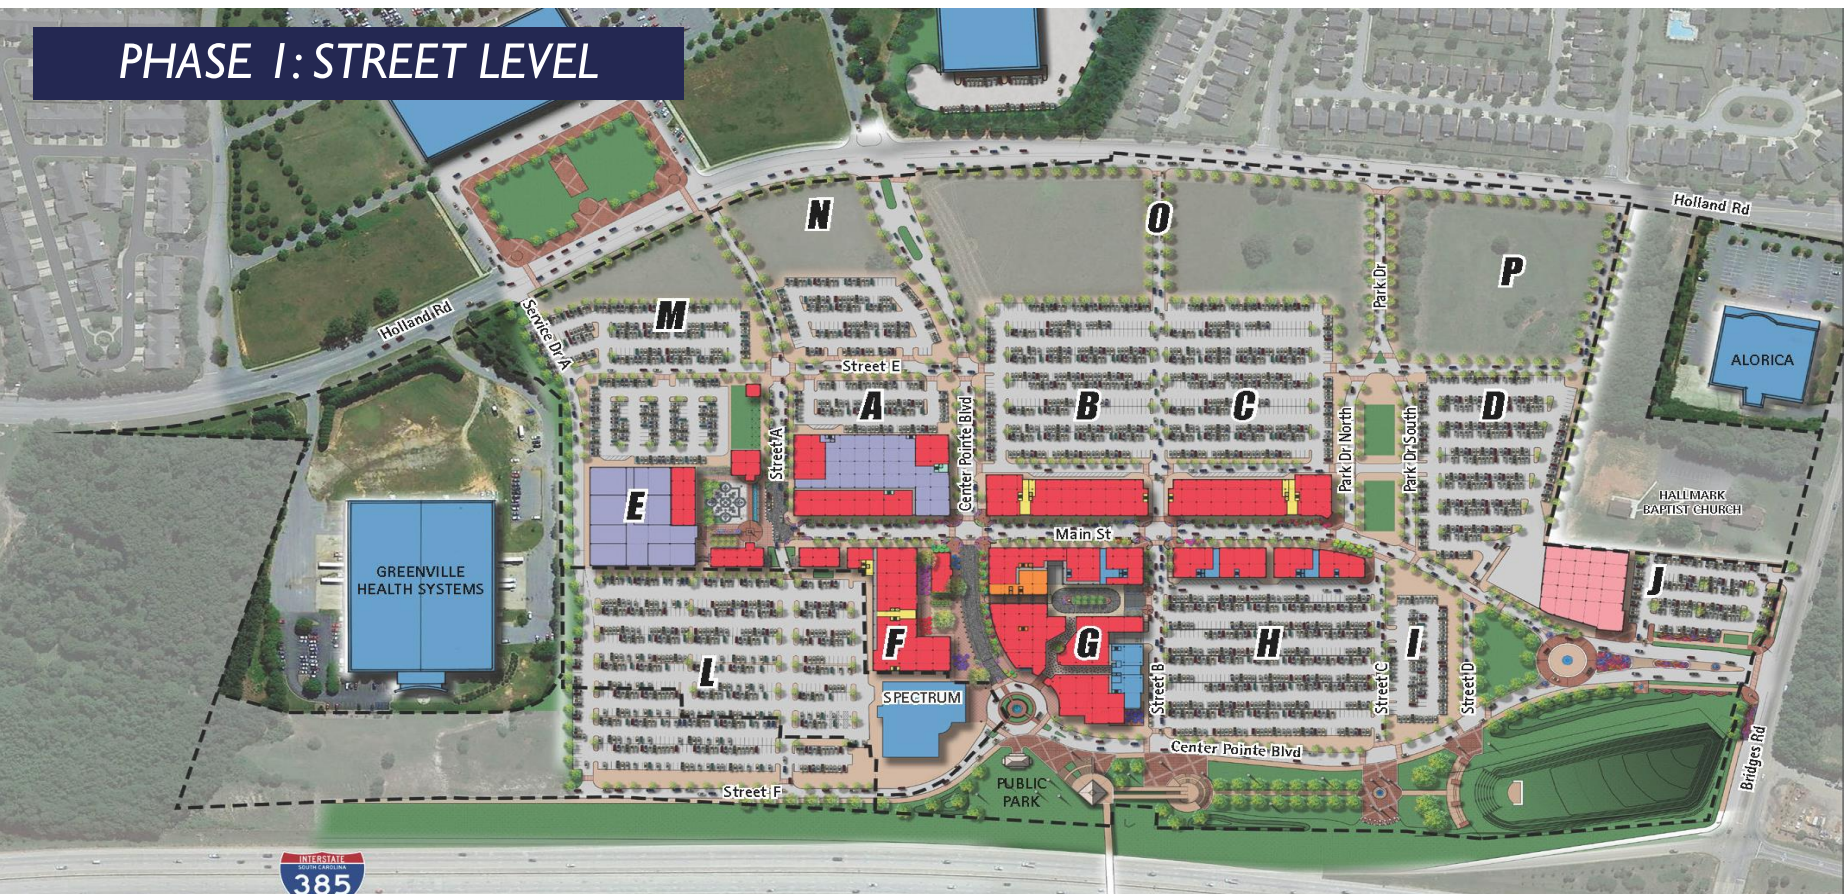 PHASE 1: STREET LEVEL
Holland Rd
N
O
P
Park Dr
Holland Rd
Service Dr A
M
Street E
ALORICA
A
B
C
D
Street A
Center Pointe Blvd
Park Dr North
Park Dr South
E
HALLMARK
BAPTIST CHURCH
Main St
GREENVILLE
HEALTH SYSTEMS
J
F
G
H
I
L
Street B
Street C
Street D
SPECTRUM
Center Pointe Blvd
Bridges Rd
PUBLIC
PARK
Street F
INTERSTATE
SOUTH CAROLINA
385